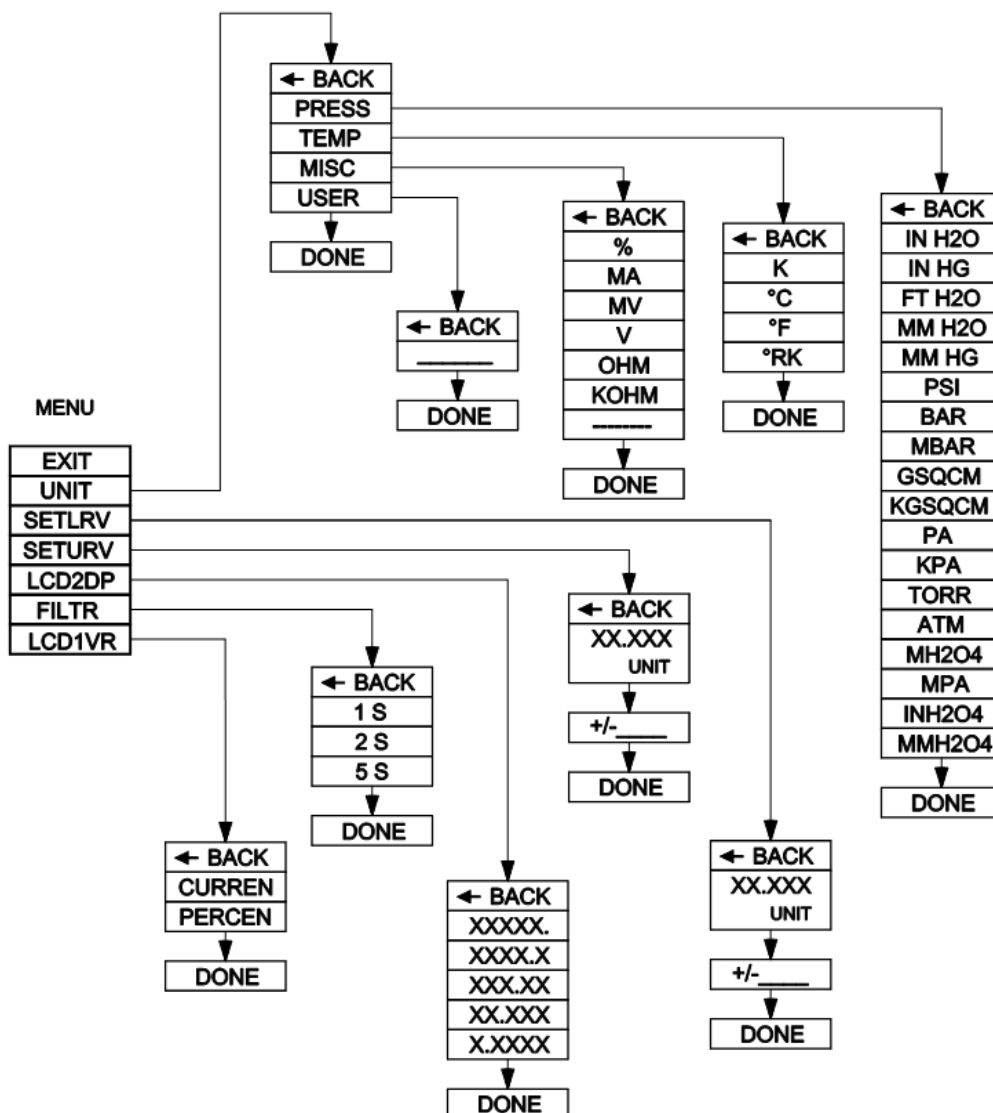 ← BACK
PRESS
TEMP
MISC
USER
DONE
← BACK
________
DONE
← BACK
%
MA
MV
V
OHM
KOHM
--------
DONE
← BACK
K
°C
°F
°RK
DONE
← BACK
IN H2O
IN HG
FT H2O
MM H2O
MM HG
PSI
BAR
MBAR
GSQCM
KGSQCM
PA
KPA
TORR
ATM
MH2O4
MPA
INH2O4
MMH2O4
DONE
MENU
EXIT
UNIT
SETLRV
SETURV
LCD2DP
FILTR
LCD1VR
← BACK
CURREN
PERCEN
DONE
← BACK
1 S
2 S
5 S
DONE
← BACK
XXXXX.
XXXX.X
XXX.XX
XX.XXX
X.XXXX
DONE
← BACK
XX.XXX
UNIT
+/-____
DONE
← BACK
XX.XXX
UNIT
+/-____
DONE